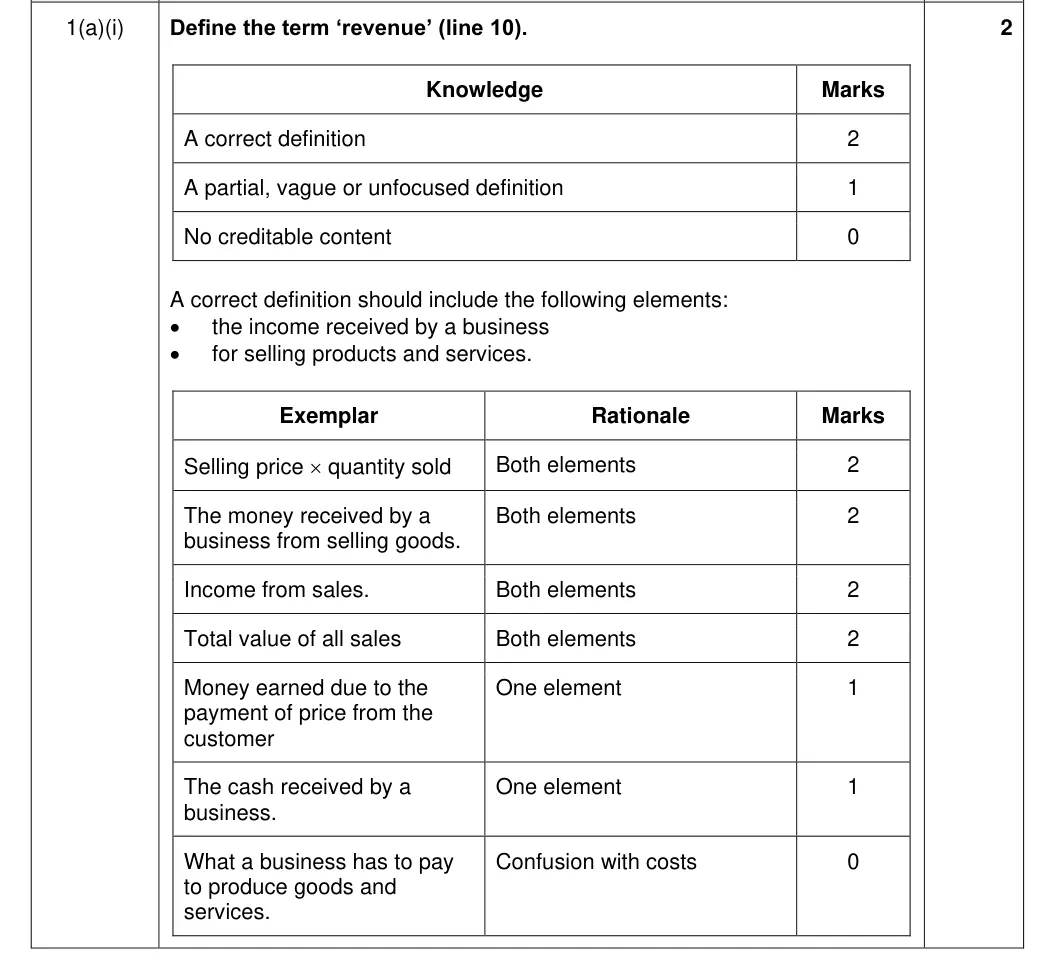 1(a)(i) Define the term ‘revenue’ (line 10). 2
Knowledge Marks
A correct definition 2
A partial, vague or unfocused definition 1
No creditable content 0
A correct definition should include the following elements:
• the income received by a business
• for selling products and services.
Exemplar Rationale Marks
Selling price × quantity sold Both elements 2
The money received by a Both elements 2
business from selling goods.
Income from sales. Both elements 2
Total value of all sales Both elements 2
Money earned due to the One element 1
payment of price from the
customer
The cash received by a One element 1
business.
What a business has to pay Confusion with costs 0
to produce goods and
services.